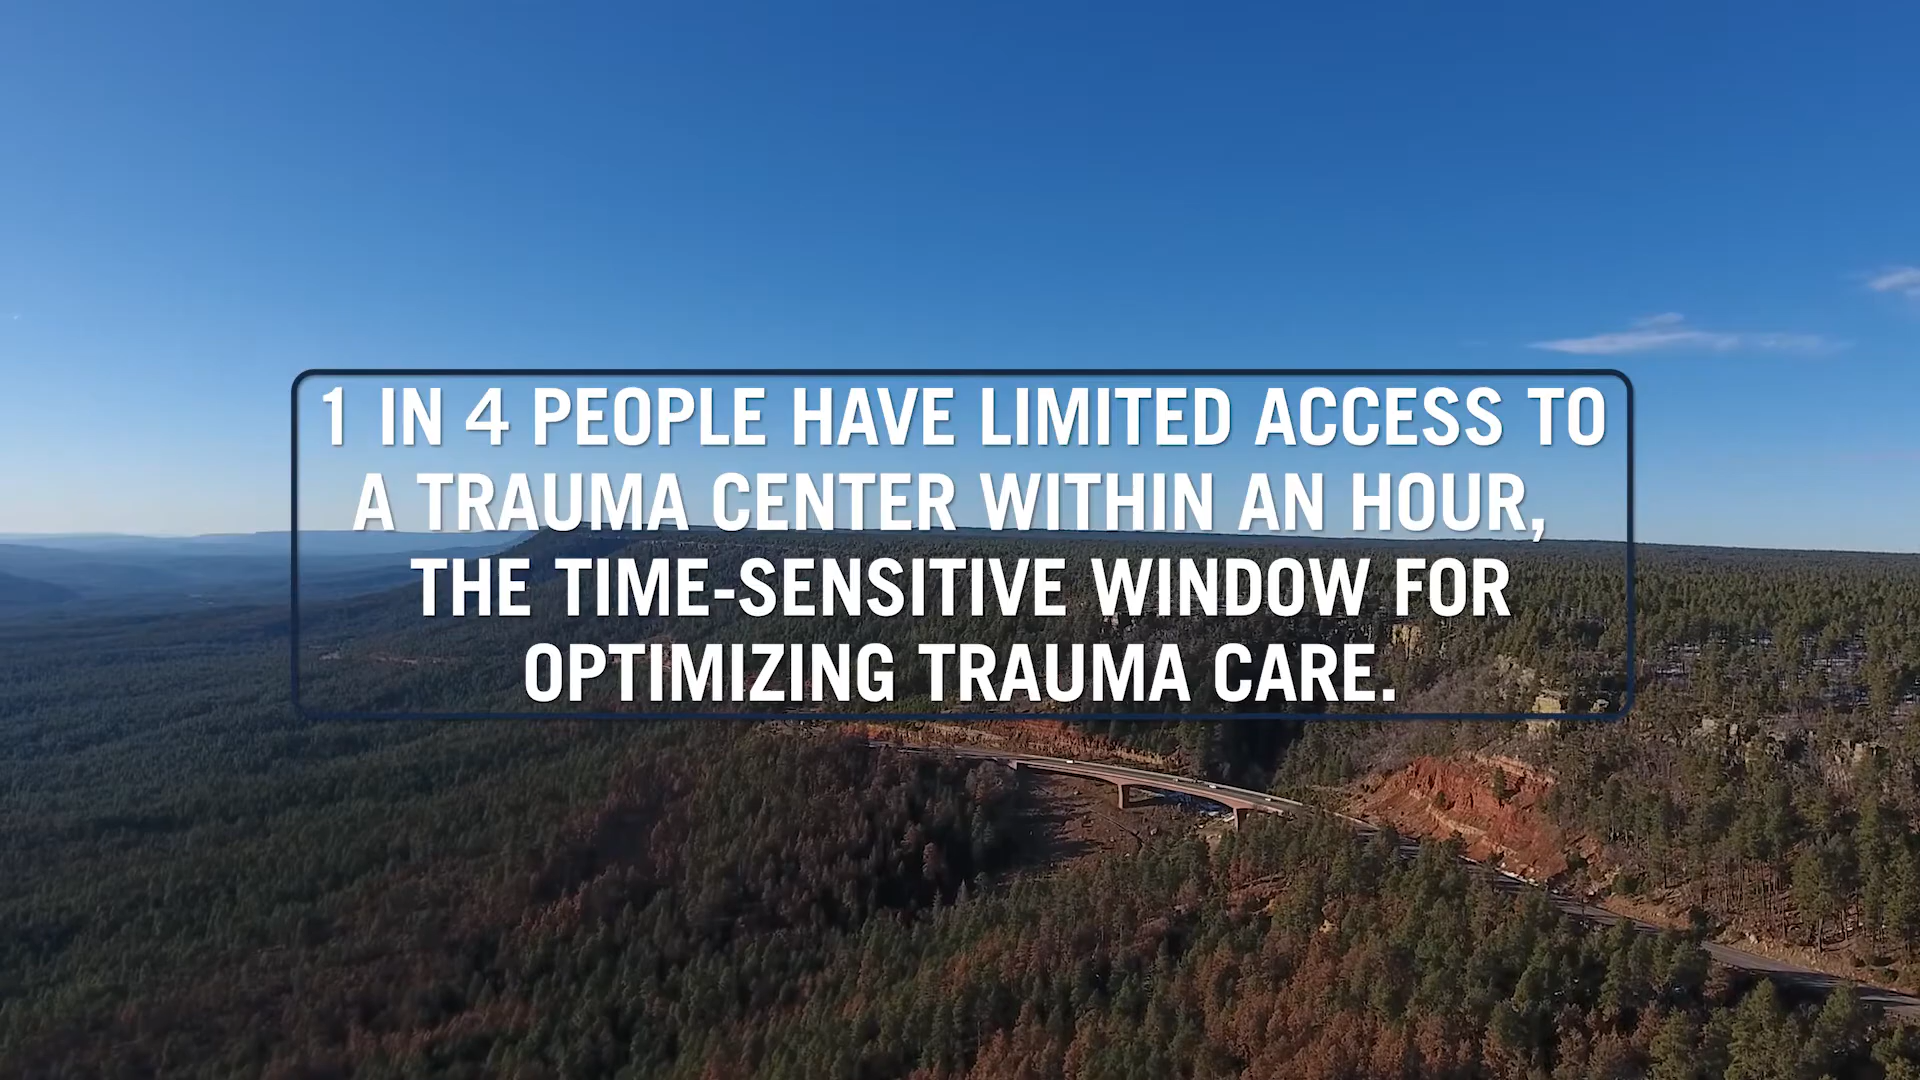 1 IN 4 PEOPLE HAVE LIMITED ACCESS TO
A TRAUMA CENTER WITHIN AN HOUR,
THE TIME-SENSITIVE WINDOW FOR
OPTIMIZING TRAUMA CARE.